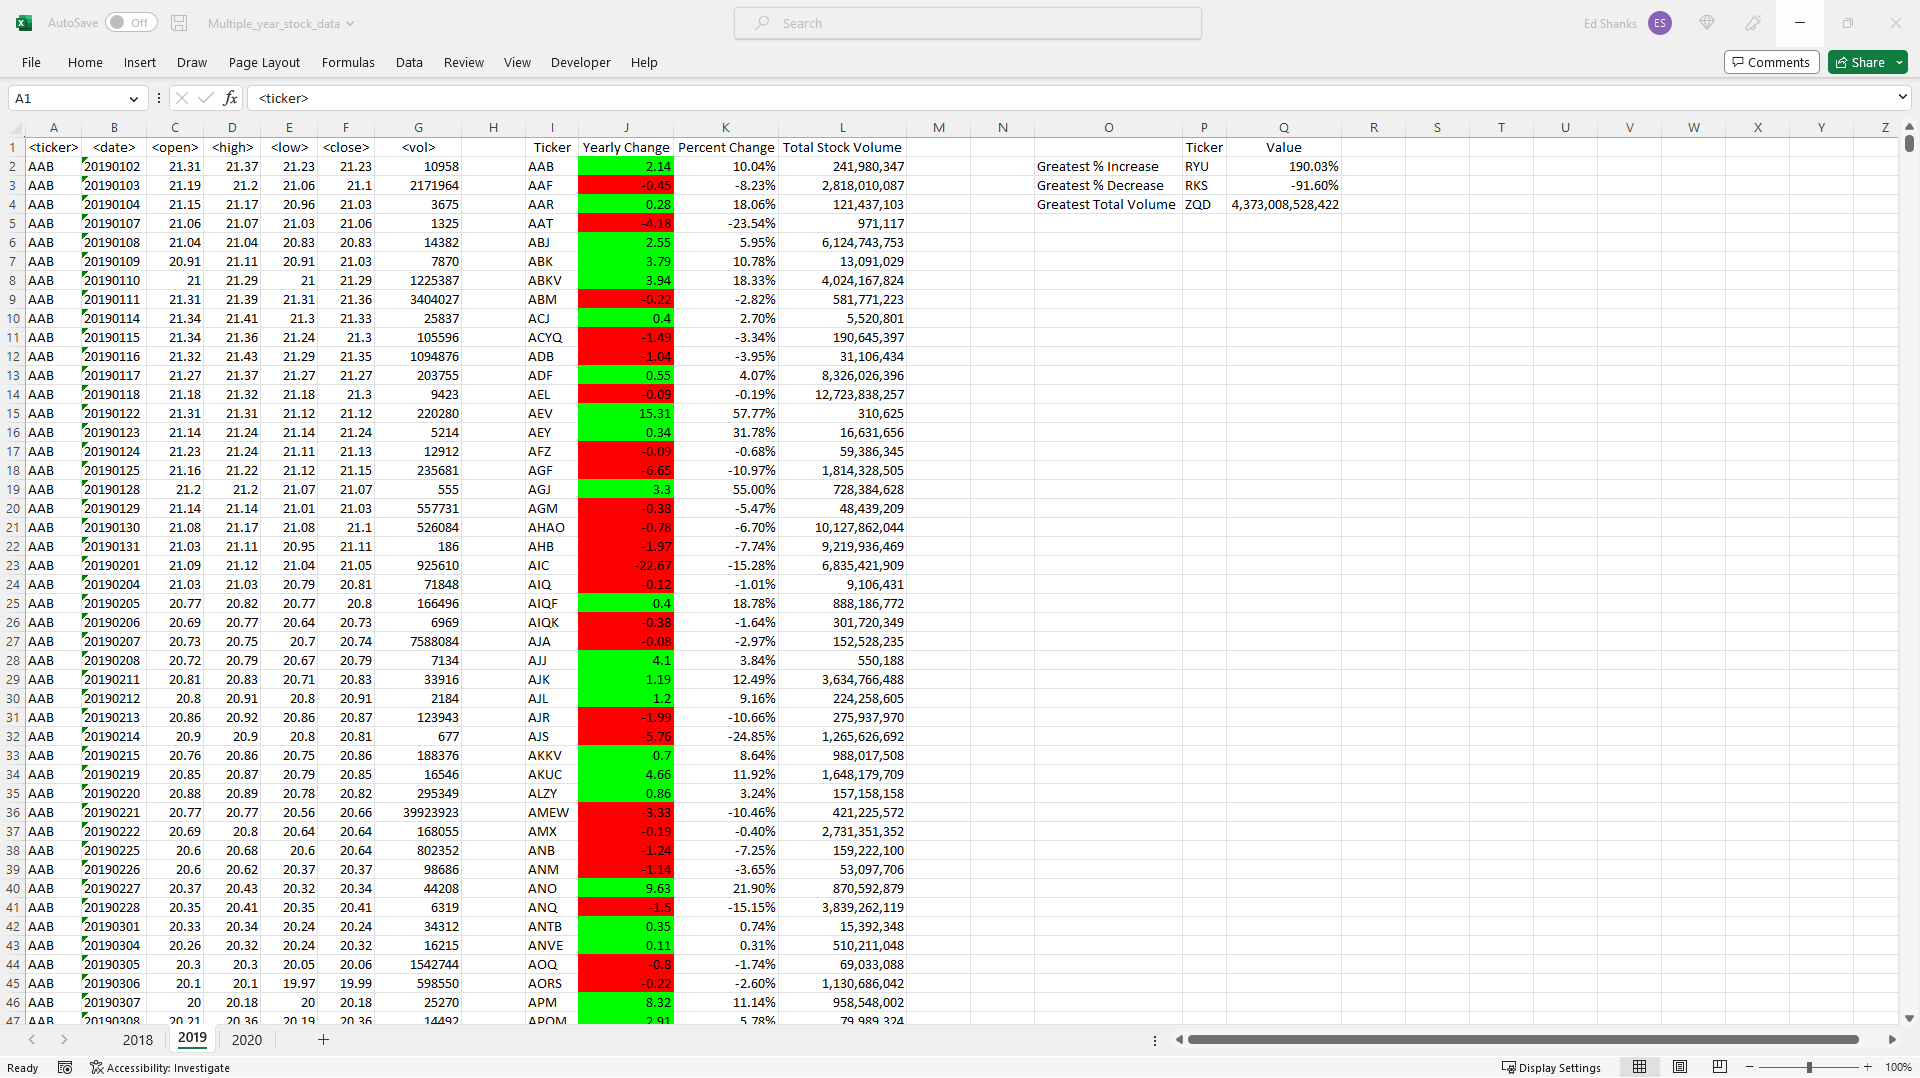 AutoSave Off Multiple_year_stock_data Search Ed Shanks ES
File Home Insert Draw Page Layout Formulas Data Review View Developer Help Comments Share
A1 fx <ticker>
A B C D E F G H I J K L M N O P Q R S T U V W X Y Z
1 <ticker> <date> <open> <high> <low> <close> <vol> Ticker Yearly Change Percent Change Total Stock Volume Ticker Value
2 AAB 20190102 21.31 21.37 21.23 21.23 10958 AAB 2.14 10.04% 241,980,347 Greatest % Increase RYU 190.03%
3 AAB 20190103 21.19 21.2 21.06 21.1 2171964 AAF -0.45 -8.23% 2,818,010,087 Greatest % Decrease RKS -91.60%
4 AAB 20190104 21.15 21.17 20.96 21.03 3675 AAR 0.28 18.06% 121,437,103 Greatest Total Volume ZQD 4,373,008,528,422
5 AAB 20190107 21.06 21.07 21.03 21.06 1325 AAT -4.18 -23.54% 971,117
6 AAB 20190108 21.04 21.04 20.83 20.83 14382 ABJ 2.55 5.95% 6,124,743,753
7 AAB 20190109 20.91 21.11 20.91 21.03 7870 ABK 3.79 10.78% 13,091,029
8 AAB 20190110 21 21.29 21 21.29 1225387 ABKV 3.94 18.33% 4,024,167,824
9 AAB 20190111 21.31 21.39 21.31 21.36 3404027 ABM -0.22 -2.82% 581,771,223
10 AAB 20190114 21.34 21.41 21.3 21.33 25837 ACJ 0.4 2.70% 5,520,801
11 AAB 20190115 21.34 21.36 21.24 21.3 105596 ACYQ -1.49 -3.34% 190,645,397
12 AAB 20190116 21.32 21.43 21.29 21.35 1094876 ADB -1.04 -3.95% 31,106,434
13 AAB 20190117 21.27 21.37 21.27 21.27 203755 ADF 0.55 4.07% 8,326,026,396
14 AAB 20190118 21.18 21.32 21.18 21.3 9423 AEL -0.09 -0.19% 12,723,838,257
15 AAB 20190122 21.31 21.31 21.12 21.12 220280 AEV 15.31 57.77% 310,625
16 AAB 20190123 21.14 21.24 21.14 21.24 5214 AEY 0.34 31.78% 16,631,656
17 AAB 20190124 21.23 21.24 21.11 21.13 12912 AFZ -0.09 -0.68% 59,386,345
18 AAB 20190125 21.16 21.22 21.12 21.15 235681 AGF -6.65 -10.97% 1,814,328,505
19 AAB 20190128 21.2 21.2 21.07 21.07 555 AGJ 3.3 55.00% 728,384,628
20 AAB 20190129 21.14 21.14 21.01 21.03 557731 AGM -0.38 -5.47% 48,439,209
21 AAB 20190130 21.08 21.17 21.08 21.1 526084 AHAO -0.78 -6.70% 10,127,862,044
22 AAB 20190131 21.03 21.11 20.95 21.11 186 AHB -1.97 -7.74% 9,219,936,469
23 AAB 20190201 21.09 21.12 21.04 21.05 925610 AIC -22.67 -15.28% 6,835,421,909
24 AAB 20190204 21.03 21.03 20.79 20.81 71848 AIQ -0.12 -1.01% 9,106,431
25 AAB 20190205 20.77 20.82 20.77 20.8 166496 AIQF 0.4 18.78% 888,186,772
26 AAB 20190206 20.69 20.77 20.64 20.73 6969 AIQK -0.38 -1.64% 301,720,349
27 AAB 20190207 20.73 20.75 20.7 20.74 7588084 AJA -0.08 -2.97% 152,528,235
28 AAB 20190208 20.72 20.79 20.67 20.79 7134 AJJ 4.1 3.84% 550,188
29 AAB 20190211 20.81 20.83 20.71 20.83 33916 AJK 1.19 12.49% 3,634,766,488
30 AAB 20190212 20.8 20.91 20.8 20.91 2184 AJL 1.2 9.16% 224,258,605
31 AAB 20190213 20.86 20.92 20.86 20.87 123943 AJR -1.99 -10.66% 275,937,970
32 AAB 20190214 20.9 20.9 20.8 20.81 677 AJS -5.76 -24.85% 1,265,626,692
33 AAB 20190215 20.76 20.86 20.75 20.86 188376 AKKV 0.7 8.64% 988,017,508
34 AAB 20190219 20.85 20.87 20.79 20.85 16546 AKUC 4.66 11.92% 1,648,179,709
35 AAB 20190220 20.88 20.89 20.78 20.82 295349 ALZY 0.86 3.24% 157,158,158
36 AAB 20190221 20.77 20.77 20.56 20.66 39923923 AMEW -3.33 -10.46% 421,225,572
37 AAB 20190222 20.69 20.8 20.64 20.64 168055 AMX -0.19 -0.40% 2,731,351,352
38 AAB 20190225 20.6 20.68 20.6 20.64 802352 ANB -1.24 -7.25% 159,222,100
39 AAB 20190226 20.6 20.62 20.37 20.37 98686 ANM -1.14 -3.65% 53,097,706
40 AAB 20190227 20.37 20.43 20.32 20.34 44208 ANO 9.63 21.90% 870,592,879
41 AAB 20190228 20.35 20.41 20.35 20.41 6319 ANQ -1.5 -15.15% 3,839,262,119
42 AAB 20190301 20.33 20.34 20.24 20.24 34312 ANTB 0.35 0.74% 15,392,348
43 AAB 20190304 20.26 20.32 20.24 20.32 16215 ANVE 0.11 0.31% 510,211,048
44 AAB 20190305 20.3 20.3 20.05 20.06 1542744 AOQ -0.8 -1.74% 69,033,088
45 AAB 20190306 20.1 20.1 19.97 19.99 598550 AORS -0.22 -2.60% 1,130,686,042
46 AAB 20190307 20 20.18 20 20.18 25270 APM 8.32 11.14% 958,548,002
47 AAB 20190308 20.21 20.36 20.19 20.36 14492 APOM 2.91 5.78% 79,989,324
2018 2019 2020
Ready Accessibility: Investigate Display Settings 100%